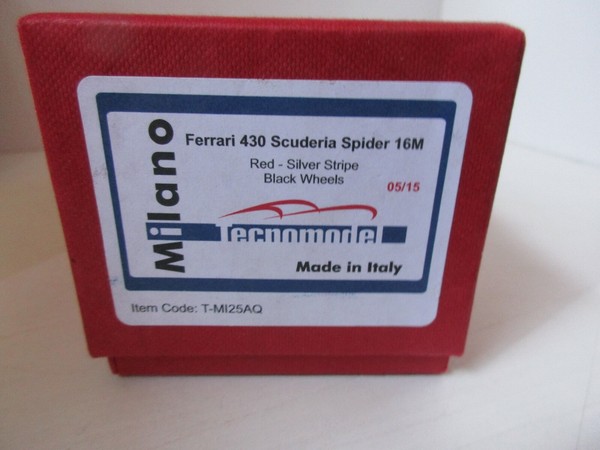 Milano
Ferrari 430 Scuderia Spider 16M
Red - Silver Stripe
Black Wheels
05/15
Tecnomodel
Made in Italy
Item Code: T-MI25AQ